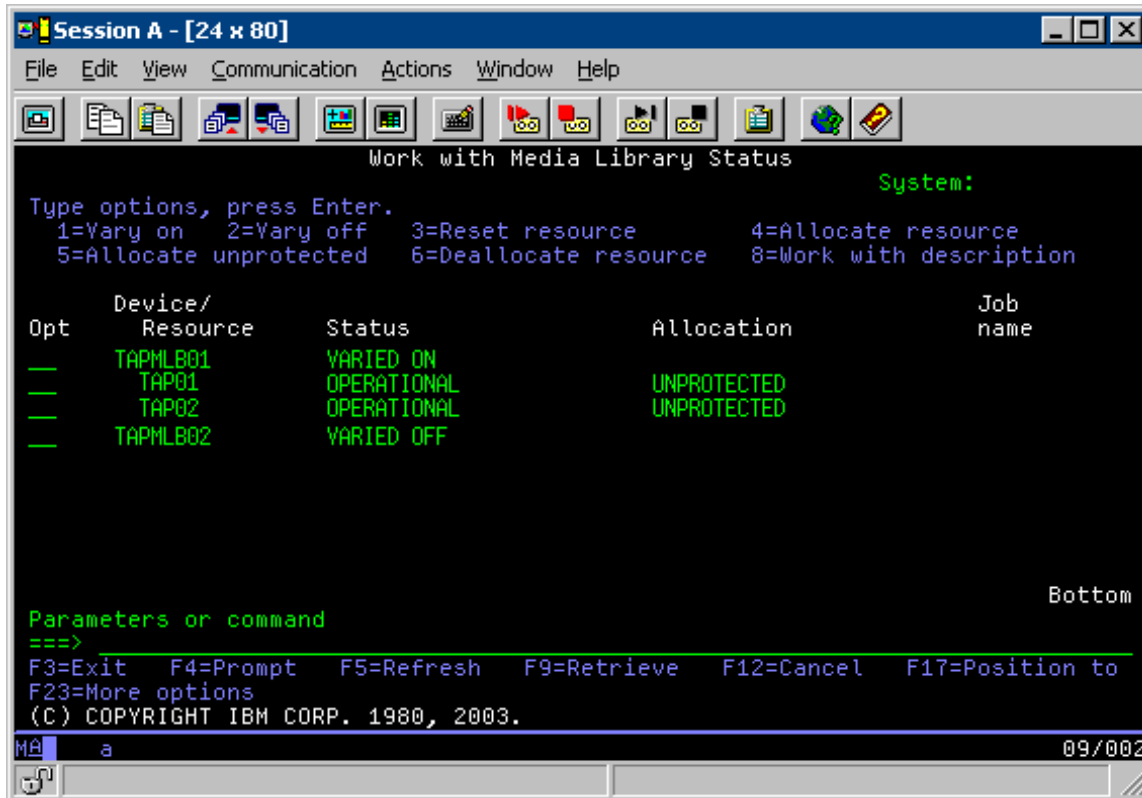 Session A - [24 x 80]
File Edit View Communication Actions Window Help
Work with Media Library Status
System:
Type options, press Enter.
1=Vary on 2=Vary off 3=Reset resource 4=Allocate resource
5=Allocate unprotected 6=Deallocate resource 8=Work with description
Device/ Job
Opt Resource Status Allocation name
__ TAPMLB01 VARIED ON
__ TAP01 OPERATIONAL UNPROTECTED
__ TAP02 OPERATIONAL UNPROTECTED
__ TAPMLB02 VARIED OFF
Bottom
Parameters or command
===>
F3=Exit F4=Prompt F5=Refresh F9=Retrieve F12=Cancel F17=Position to
F23=More options
(C) COPYRIGHT IBM CORP. 1980, 2003.
MA a 09/002